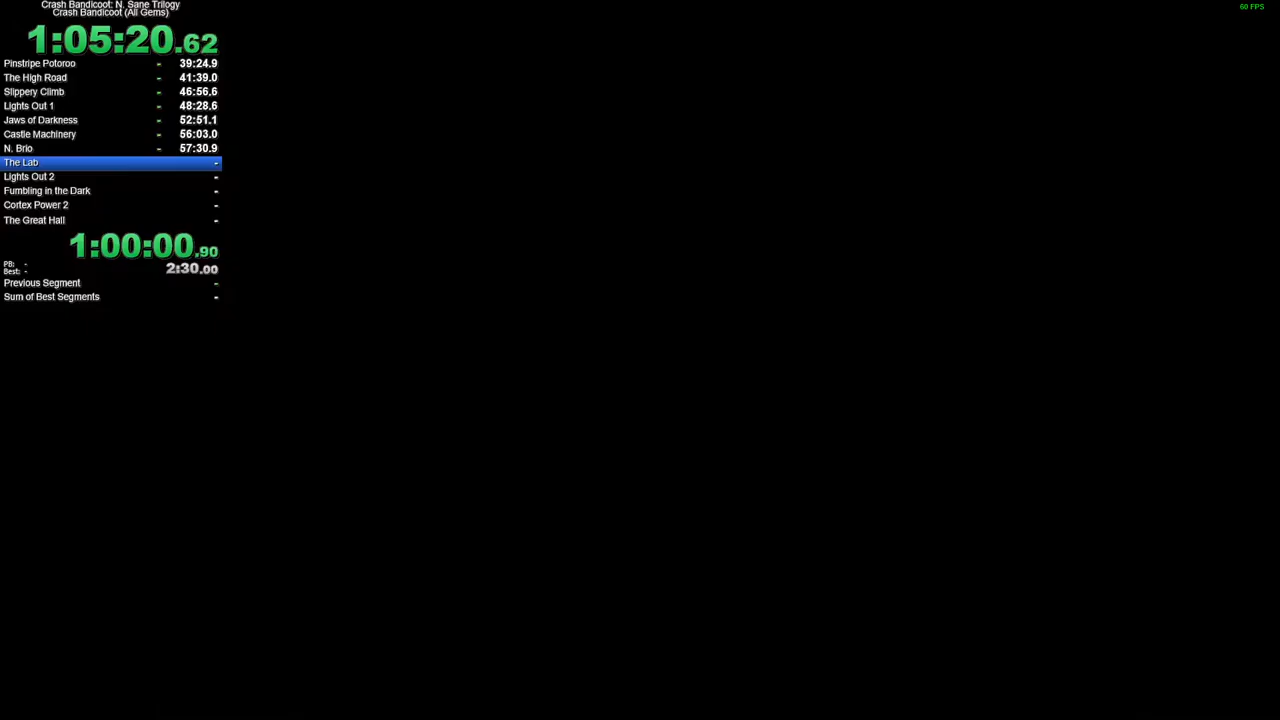 Crash Bandicoot: N. Sane Trilogy
Crash Bandicoot (All Gems)
60 FPS
1:05:20.62
Pinstripe Potoroo - 39:24.9
The High Road - 41:39.0
Slippery Climb - 46:56.6
Lights Out 1 - 48:28.6
Jaws of Darkness - 52:51.1
Castle Machinery - 56:03.0
N. Brio - 57:30.9
The Lab -
Lights Out 2 -
Fumbling in the Dark -
Cortex Power 2 -
The Great Hall -
1:00:00.90
PB: -
Best: - 2:30.00
Previous Segment -
Sum of Best Segments -